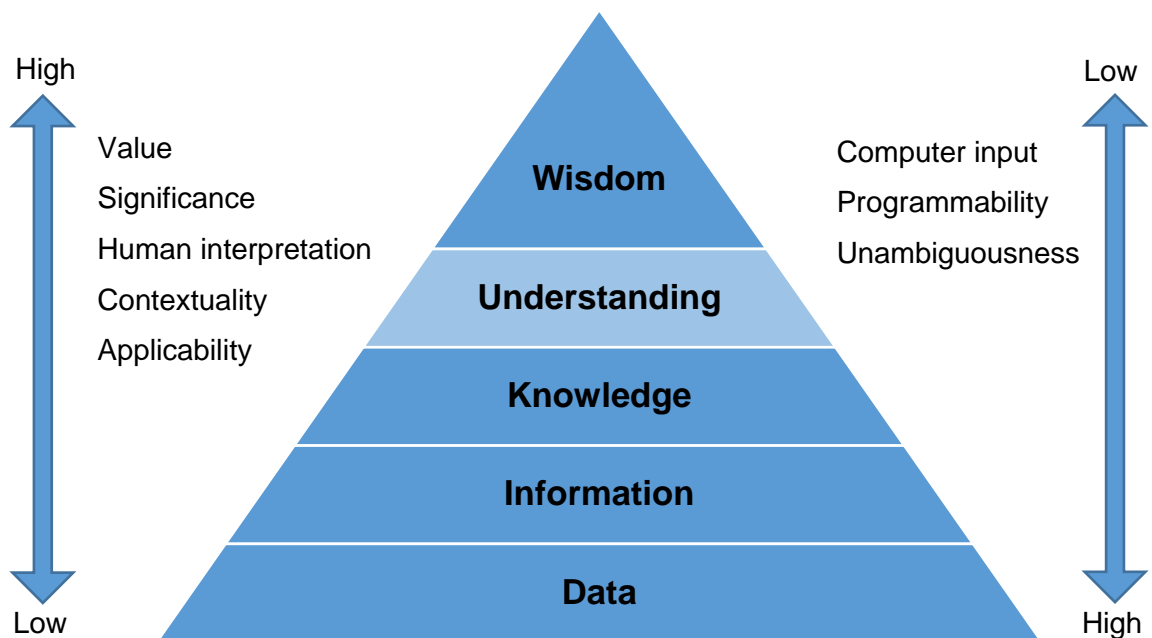 High
Low
Value
Significance
Human interpretation
Contextuality
Applicability
Wisdom
Understanding
Knowledge
Information
Data
Computer input
Programmability
Unambiguousness
Low
High